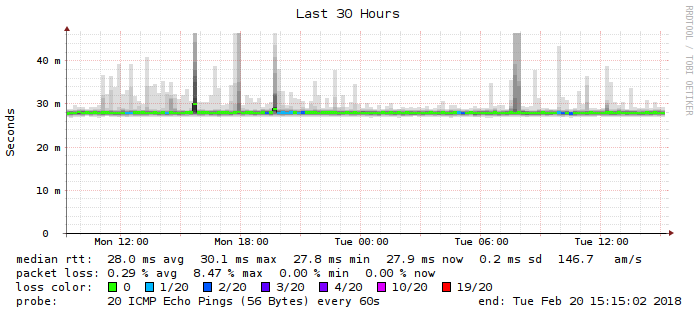 Last 30 Hours
RRDTOOL / TOBI OETIKER
Seconds
40 m
30 m
20 m
10 m
0
Mon 12:00 Mon 18:00 Tue 00:00 Tue 06:00 Tue 12:00
median rtt: 28.0 ms avg 30.1 ms max 27.8 ms min 27.9 ms now 0.2 ms sd 146.7 am/s
packet loss: 0.29 % avg 8.47 % max 0.00 % min 0.00 % now
loss color: 0 1/20 2/20 3/20 4/20 10/20 19/20
probe: 20 ICMP Echo Pings (56 Bytes) every 60s end: Tue Feb 20 15:15:02 2018